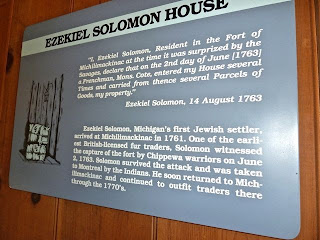 EZEKIEL SOLOMON HOUSE
"I, Ezekiel Solomon, Resident in the Fort of
Michilimackinac at the time it was surprized by the
Savages, declare that on the 2nd day of June [1763]
a Frenchman, Mons. Cote, entered my House several
Times and carried from thence several Parcels of
Goods, my property."
Ezekiel Solomon, 14 August 1763
Ezekiel Solomon, Michigan's first Jewish settler,
arrived at Michilimackinac in 1761. One of the earli-
est British-licensed fur traders, Solomon witnessed
the capture of the fort by Chippewa warriors on June
2, 1763. Solomon survived the attack and was taken
to Montreal by the Indians. He soon returned to Mich-
ilimackinac and continued to outfit traders there
through the 1770's.